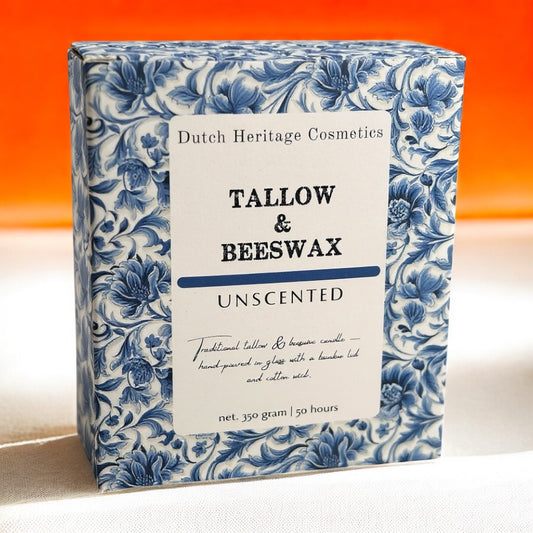 Dutch Heritage Cosmetics
TALLOW
&
BEESWAX
UNSCENTED
Traditional tallow & beeswax candle —
hand-poured in glass with a bamboo lid
and cotton wick.
net. 350 gram | 50 hours